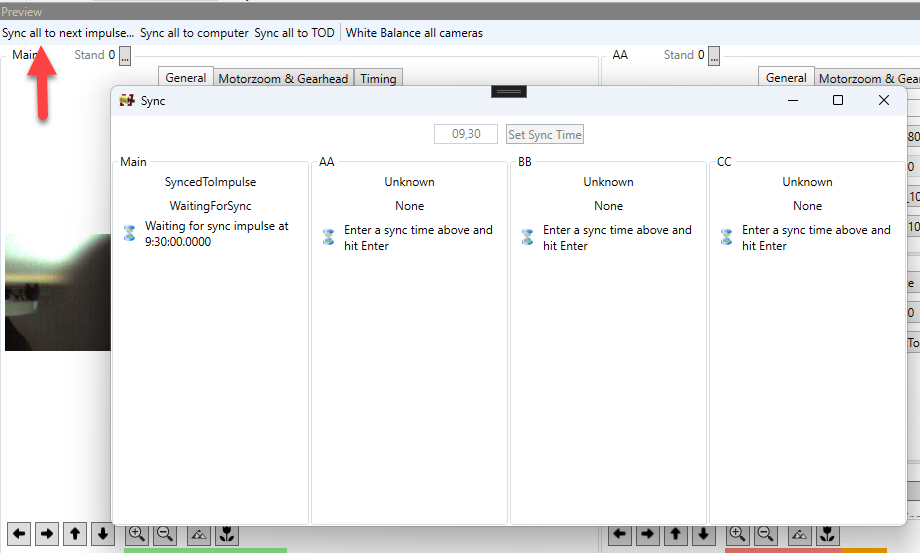 Preview
Sync all to next impulse... Sync all to computer Sync all to TOD White Balance all cameras
Main Stand 0 ... AA Stand 0 ...
General Motorzoom & Gearhead Timing General Motorzoom & Gea
Sync
09,30 Set Sync Time
Main AA BB CC
SyncedToImpulse Unknown Unknown Unknown
WaitingForSync None None None
Waiting for sync impulse at
9:30:00.0000
Enter a sync time above and
hit Enter
Enter a sync time above and
hit Enter
Enter a sync time above and
hit Enter
80
0
10
10
e
0
To